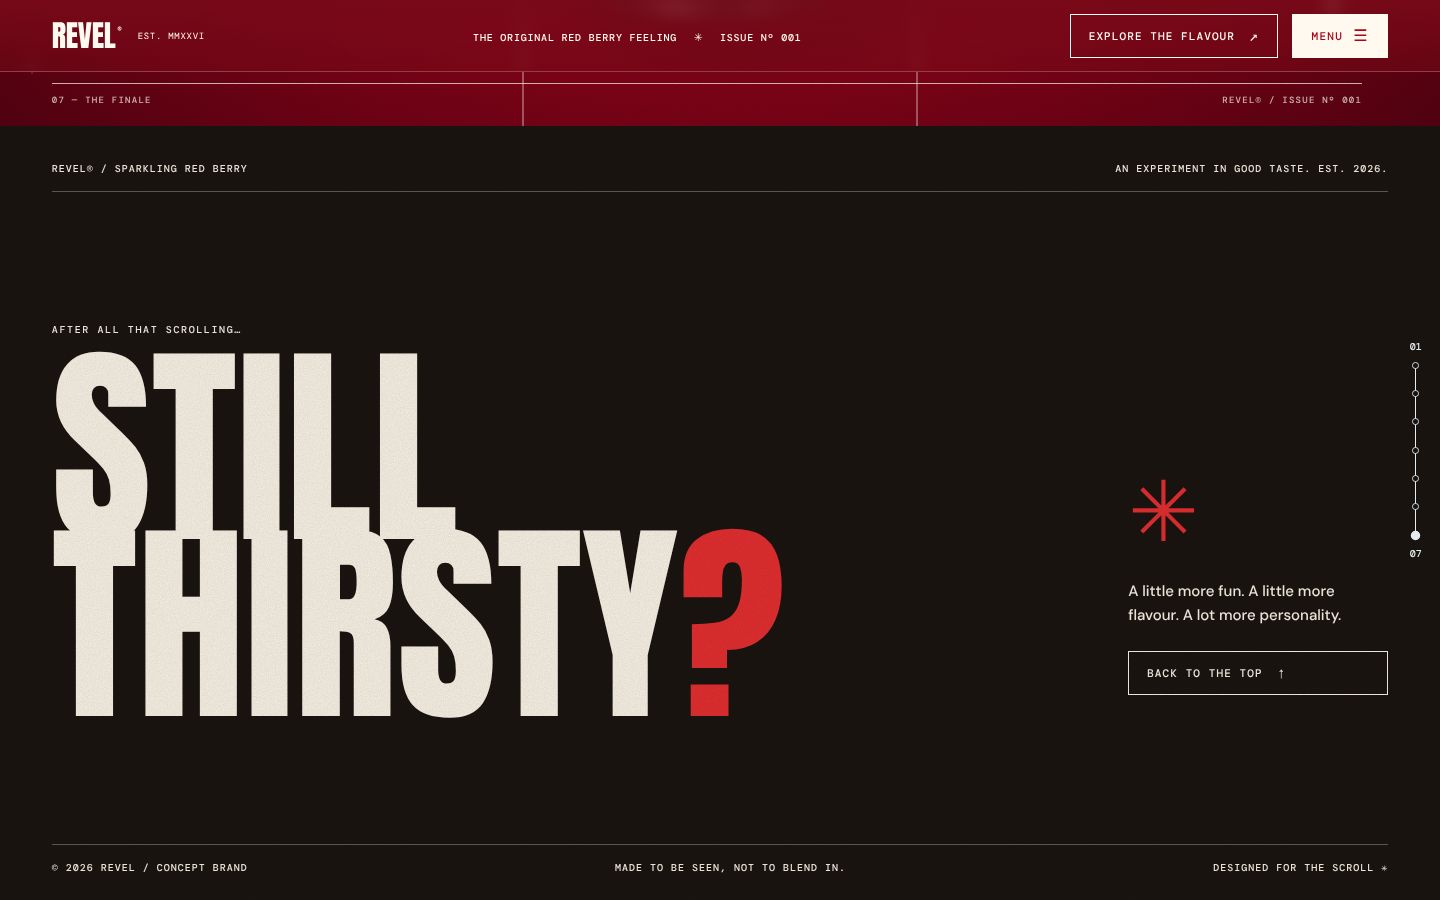 REVEL® EST. MMXXVI
THE ORIGINAL RED BERRY FEELING ✳ ISSUE Nº 001
EXPLORE THE FLAVOUR ↗
MENU ☰
07 — THE FINALE
REVEL® / ISSUE Nº 001
REVEL® / SPARKLING RED BERRY
AN EXPERIMENT IN GOOD TASTE. EST. 2026.
AFTER ALL THAT SCROLLING…
STILL
THIRSTY?
01
07
A little more fun. A little more
flavour. A lot more personality.
BACK TO THE TOP ↑
© 2026 REVEL / CONCEPT BRAND
MADE TO BE SEEN, NOT TO BLEND IN.
DESIGNED FOR THE SCROLL ✳